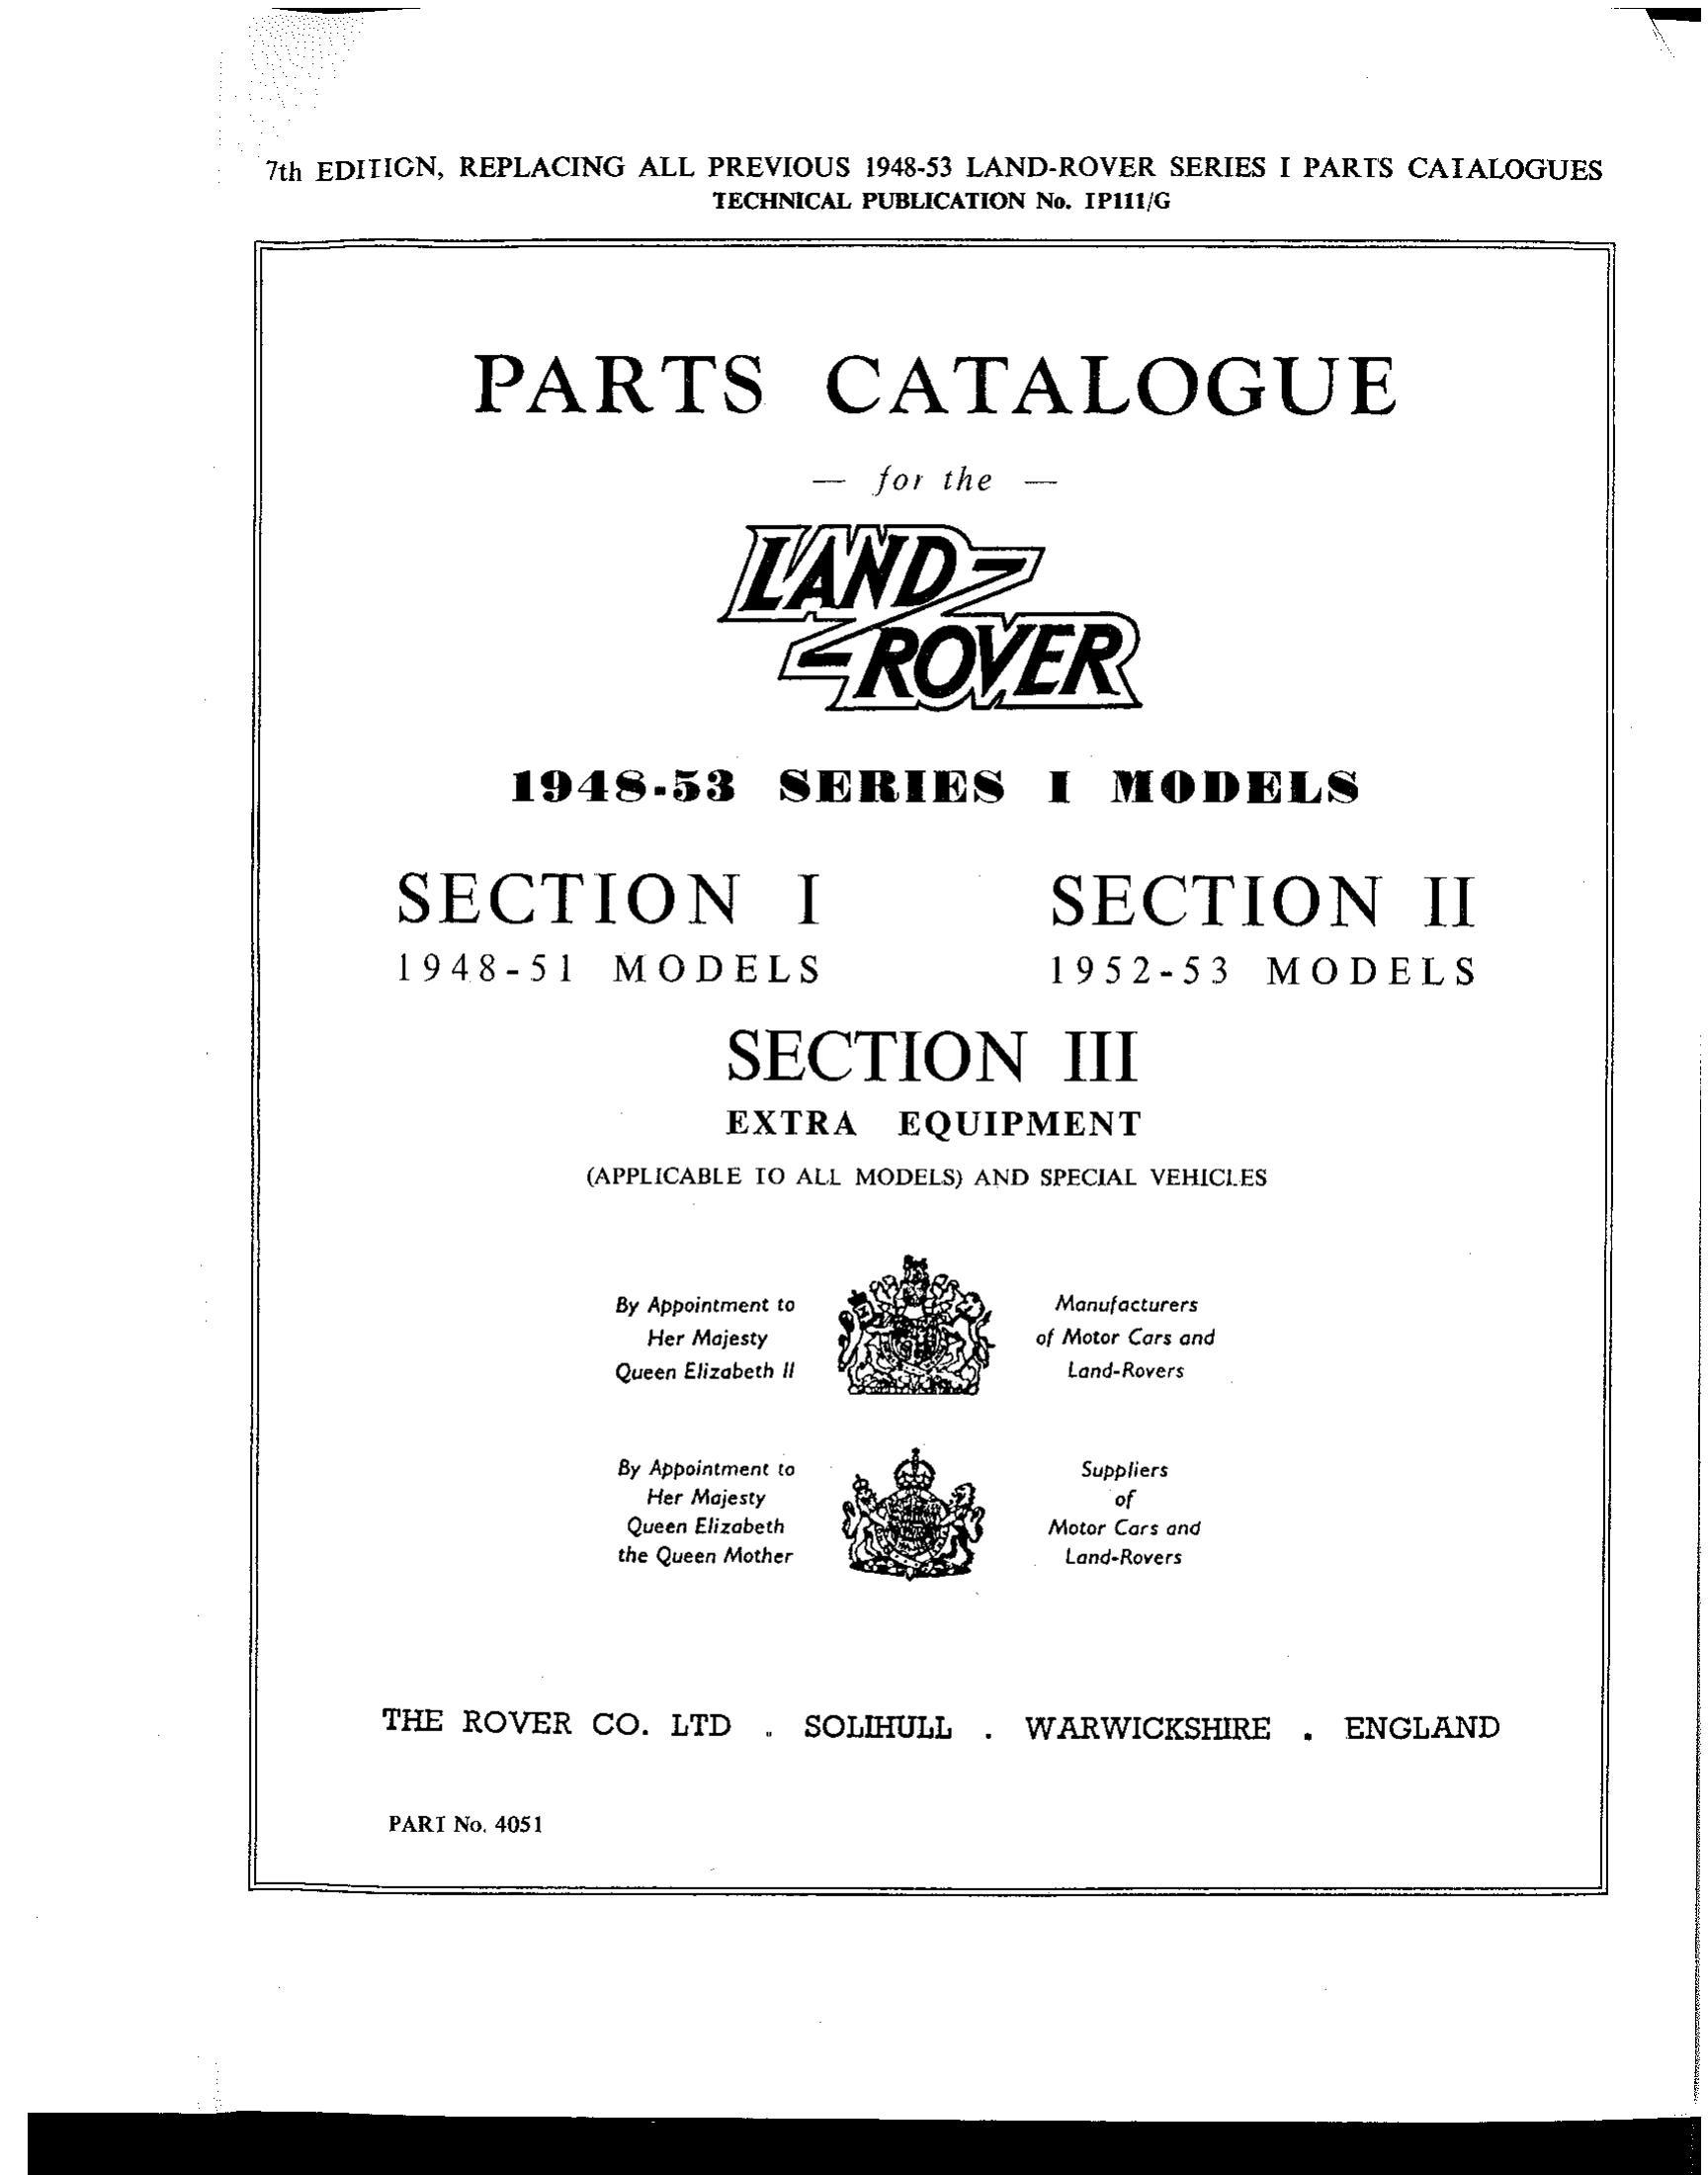 7th EDITION, REPLACING ALL PREVIOUS 1948-53 LAND-ROVER SERIES I PARTS CATALOGUES
TECHNICAL PUBLICATION No. TP111/G
PARTS CATALOGUE
— for the —
LAND-
-ROVER
1948-53 SERIES I MODELS
SECTION I
1948-51 MODELS
SECTION II
1952-53 MODELS
SECTION III
EXTRA EQUIPMENT
(APPLICABLE TO ALL MODELS) AND SPECIAL VEHICLES
By Appointment to
Her Majesty
Queen Elizabeth II
Manufacturers
of Motor Cars and
Land-Rovers
By Appointment to
Her Majesty
Queen Elizabeth
the Queen Mother
Suppliers
of
Motor Cars and
Land-Rovers
THE ROVER CO. LTD . SOLIHULL . WARWICKSHIRE . ENGLAND
PART No. 4051